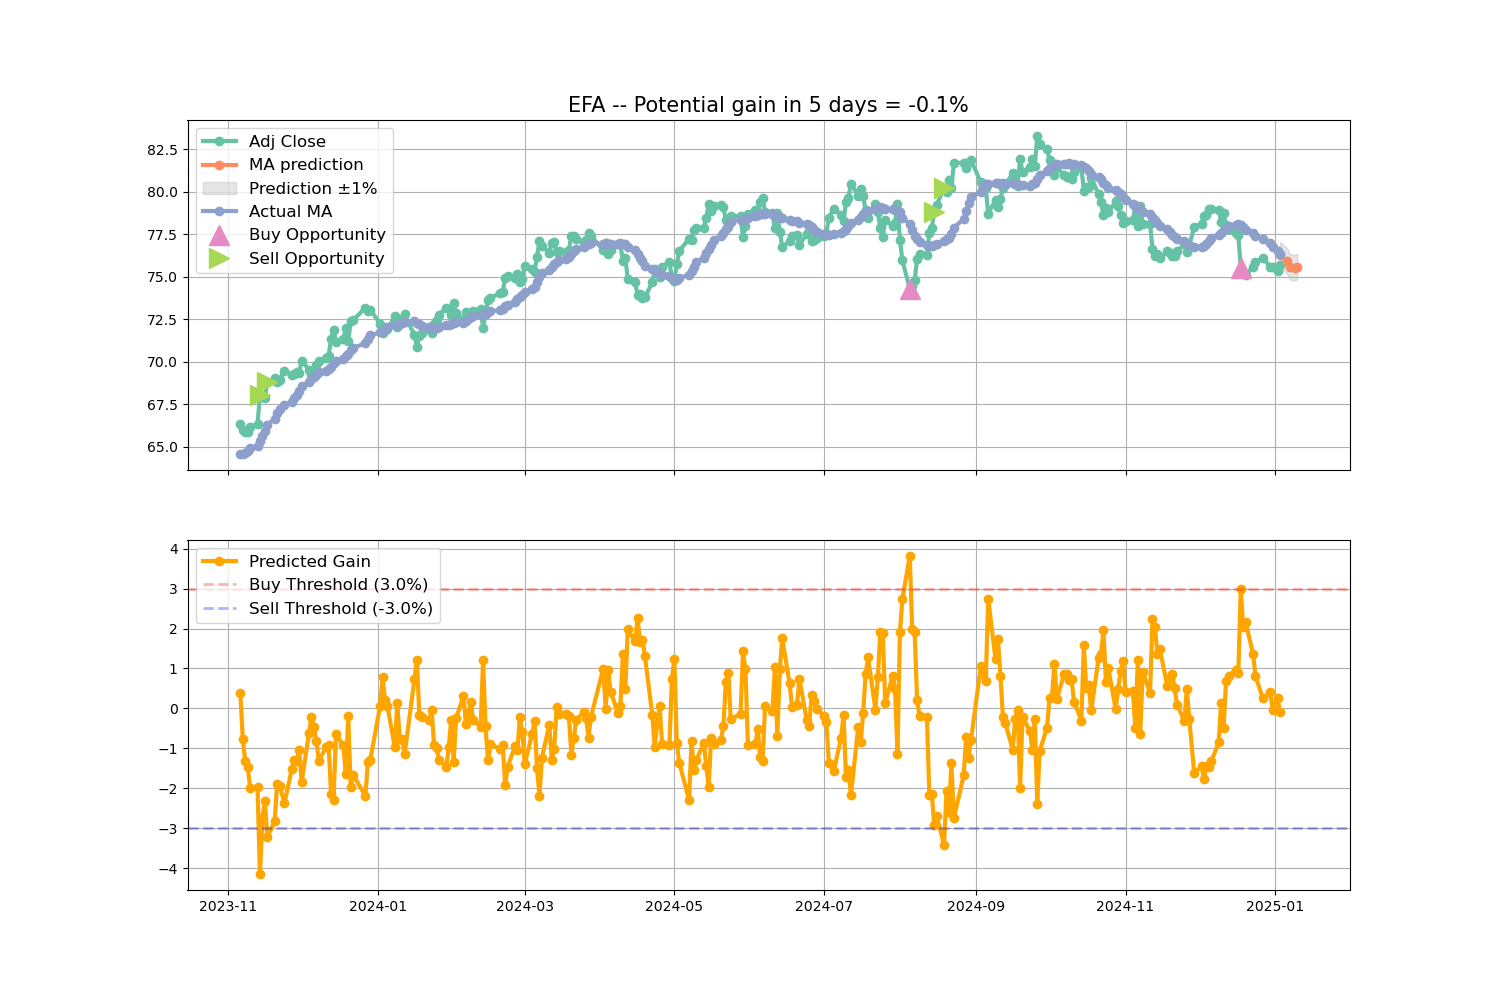 EFA -- Potential gain in 5 days = -0.1%
82.5
80.0
77.5
75.0
72.5
70.0
67.5
65.0
Adj Close
MA prediction
Prediction ±1%
Actual MA
Buy Opportunity
Sell Opportunity
4
3
2
1
0
−1
−2
−3
−4
Predicted Gain
Buy Threshold (3.0%)
Sell Threshold (-3.0%)
2023-11
2024-01
2024-03
2024-05
2024-07
2024-09
2024-11
2025-01